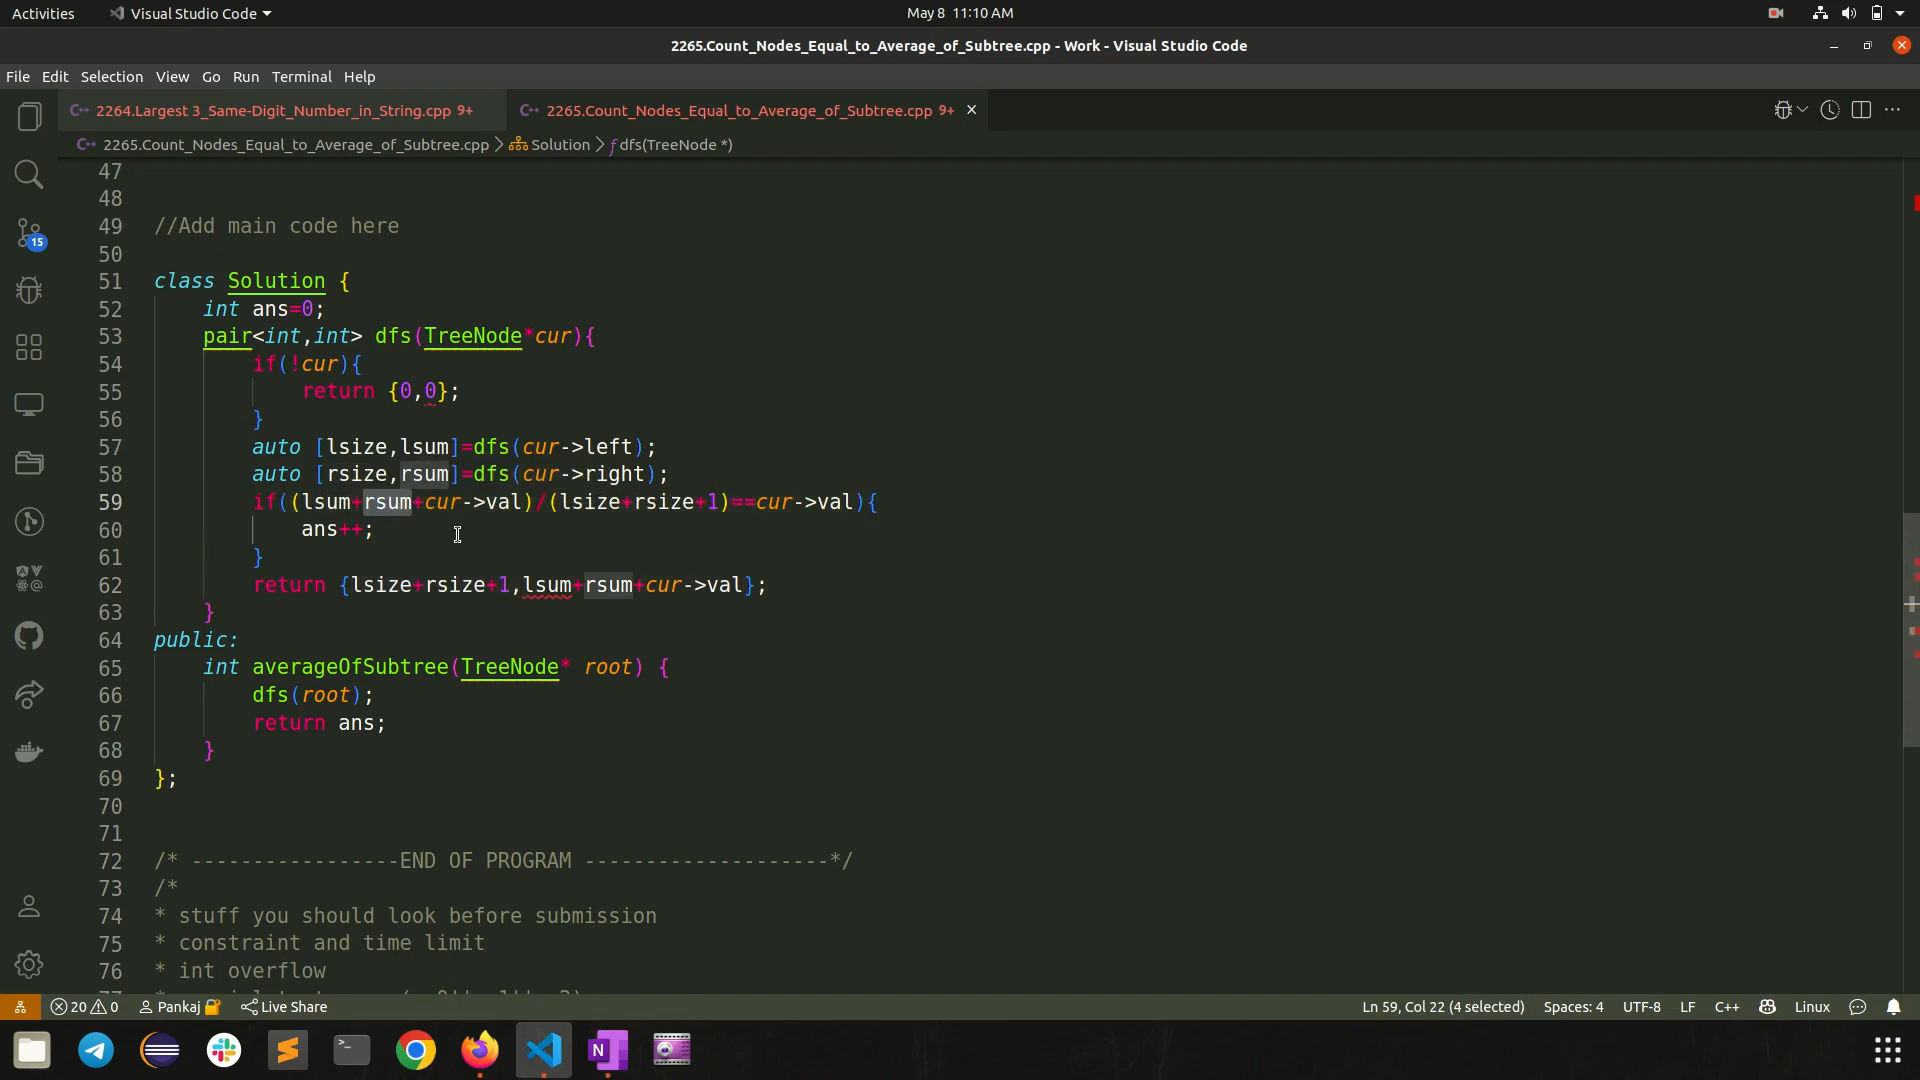 Activities
Visual Studio Code
May 8 11:10 AM
2265.Count_Nodes_Equal_to_Average_of_Subtree.cpp - Work - Visual Studio Code
File Edit Selection View Go Run Terminal Help
2264.Largest 3_Same-Digit_Number_in_String.cpp 9+
2265.Count_Nodes_Equal_to_Average_of_Subtree.cpp 9+
2265.Count_Nodes_Equal_to_Average_of_Subtree.cpp > Solution > dfs(TreeNode *)
47
48
49 //Add main code here
50
51 class Solution {
52     int ans=0;
53     pair<int,int> dfs(TreeNode*cur){
54         if(!cur){
55             return {0,0};
56         }
57         auto [lsize,lsum]=dfs(cur->left);
58         auto [rsize,rsum]=dfs(cur->right);
59         if((lsum+rsum+cur->val)/(lsize+rsize+1)==cur->val){
60             ans++;
61         }
62         return {lsize+rsize+1,lsum+rsum+cur->val};
63     }
64 public:
65     int averageOfSubtree(TreeNode* root) {
66         dfs(root);
67         return ans;
68     }
69 };
70
71
72 /* -----------------END OF PROGRAM --------------------*/
73 /*
74 * stuff you should look before submission
75 * constraint and time limit
76 * int overflow
15
20 0 Pankaj Live Share
Ln 59, Col 22 (4 selected) Spaces: 4 UTF-8 LF C++ Linux